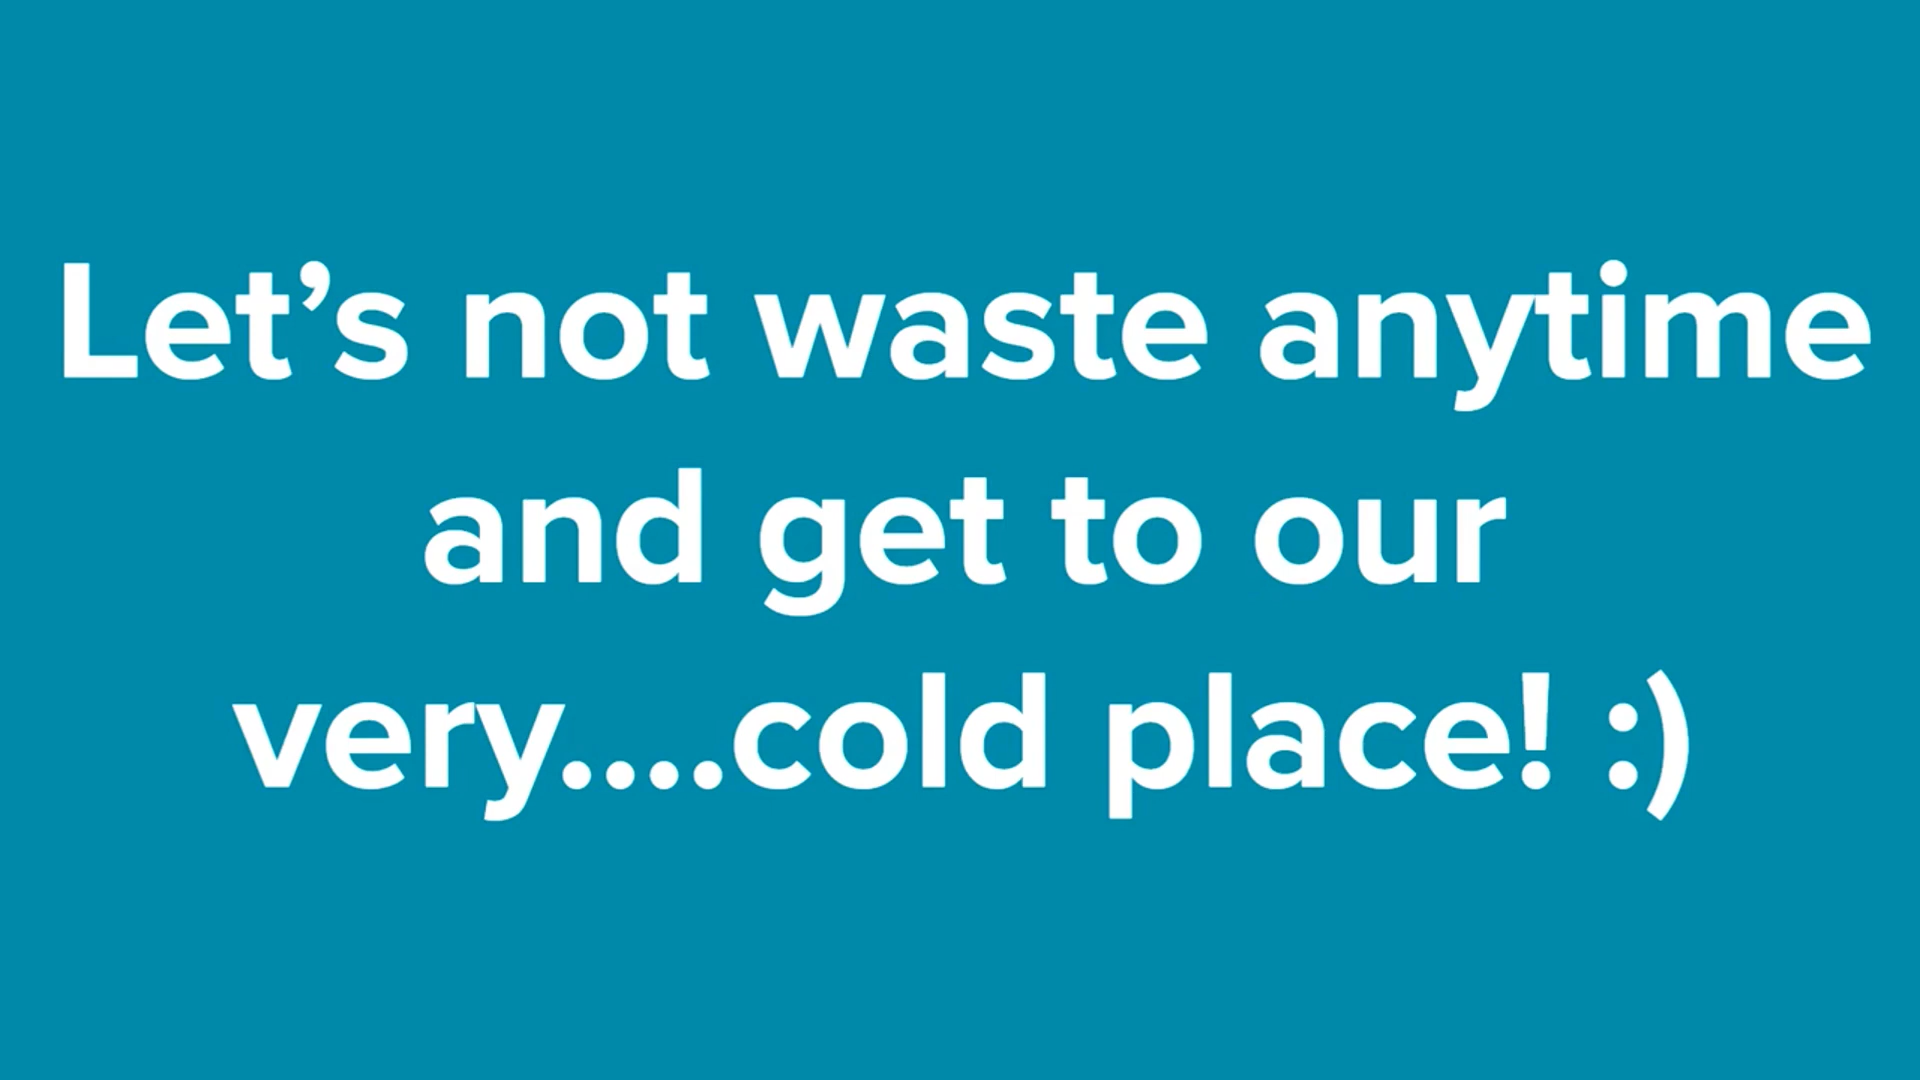 Let’s not waste anytime
and get to our
very....cold place! :)